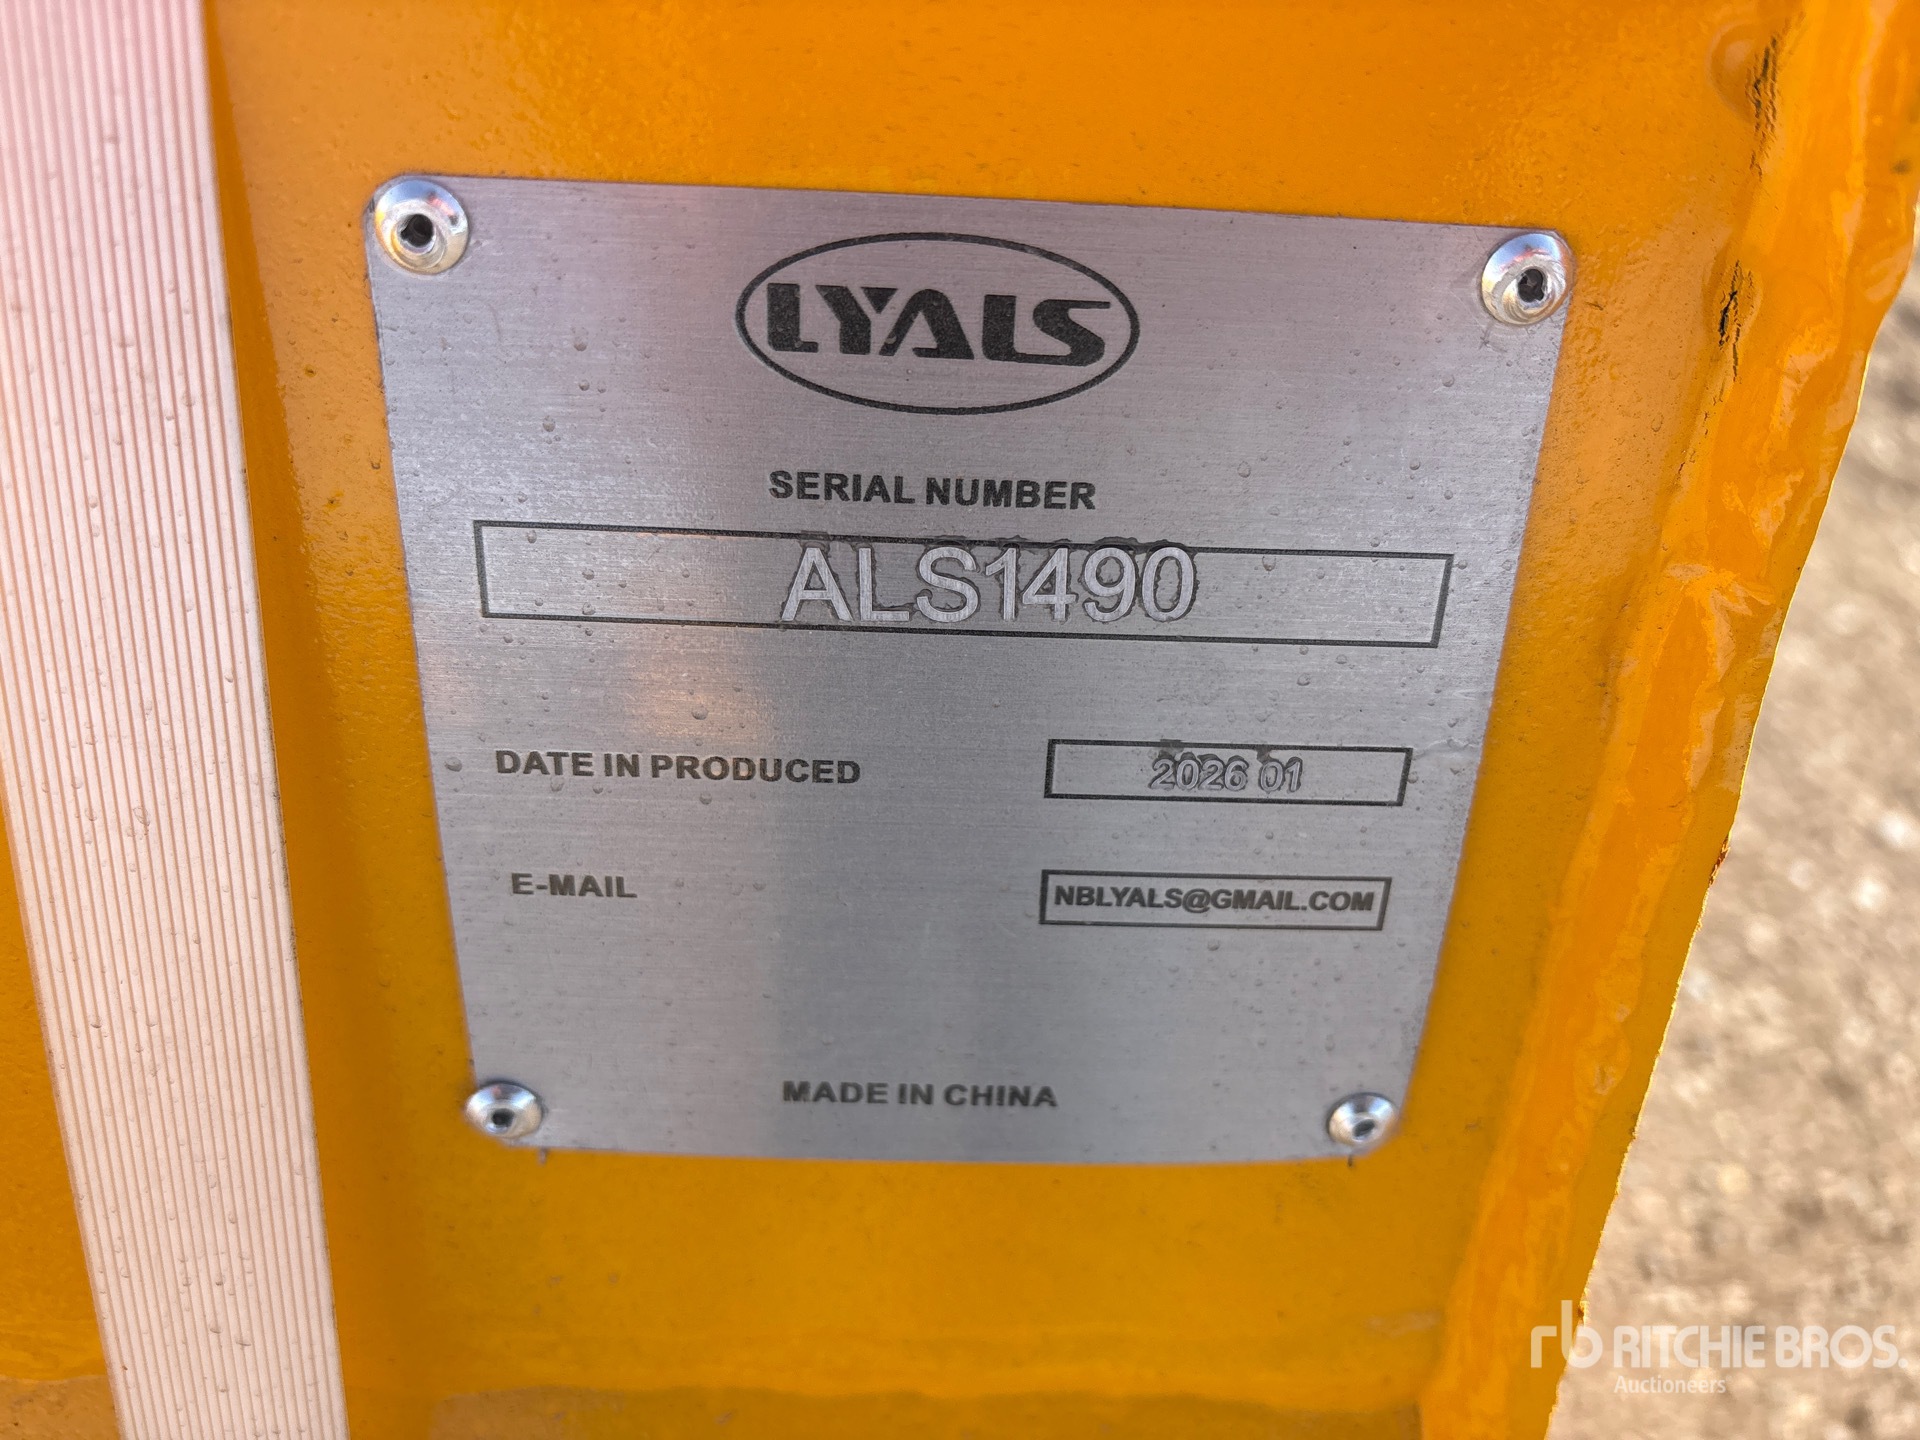 LYALS
SERIAL NUMBER
ALS1490
DATE IN PRODUCED 2026 01
E-MAIL NBLYALS@GMAIL.COM
MADE IN CHINA
rb RITCHIE BROS.
Auctioneers